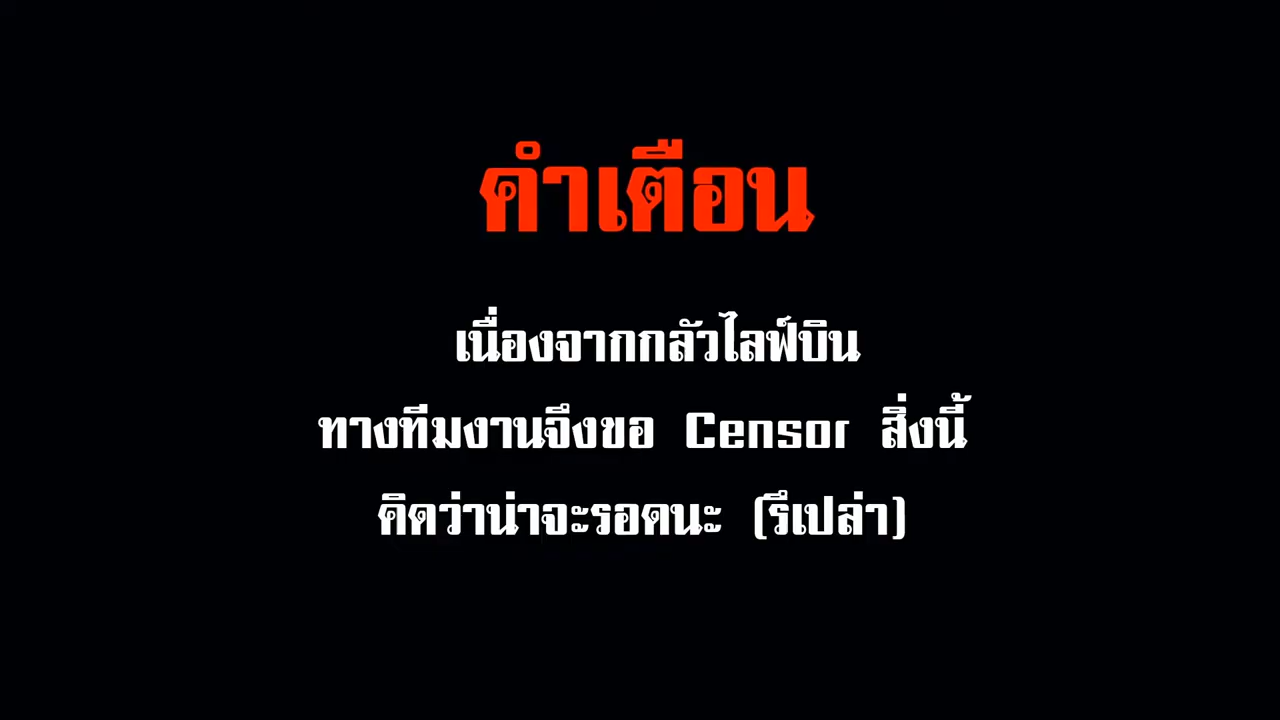 คำเตือน
เนื่องจากกลัวไลฟ์บิน
ทางทีมงานจึงขอ Censor สิ่งนี้
คิดว่าน่าจะรอดนะ (รึเปล่า)